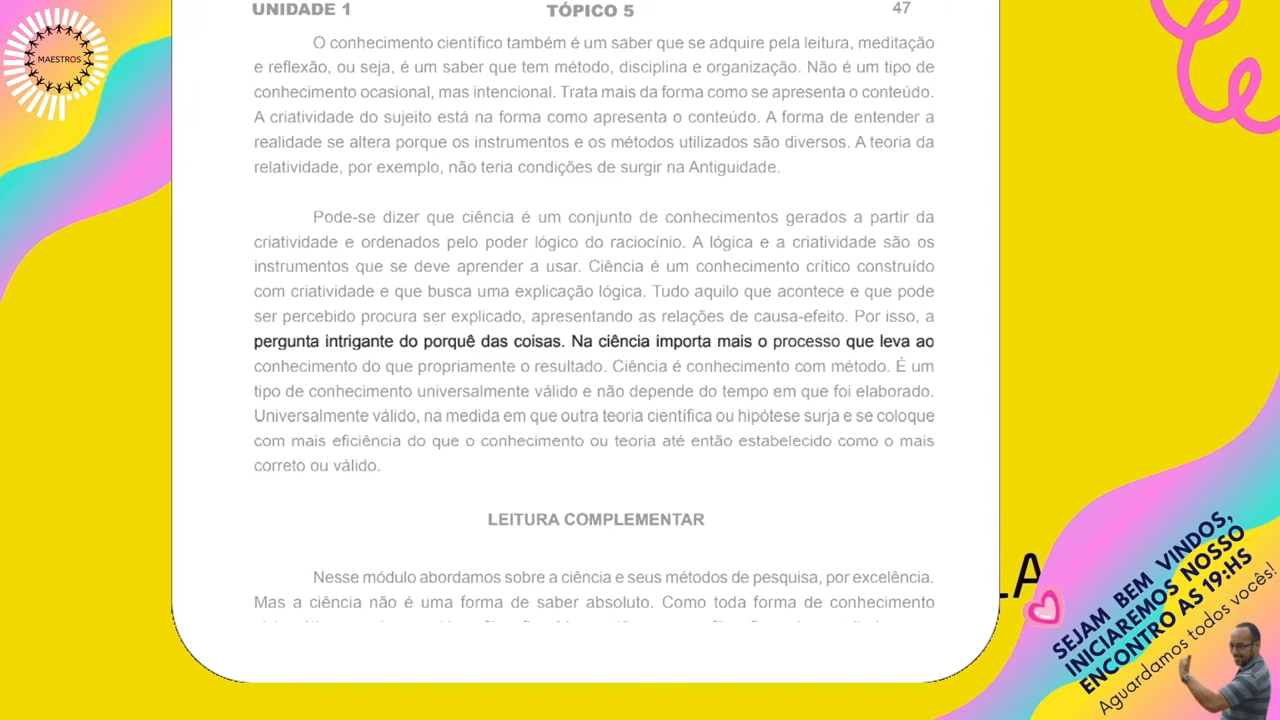 UNIDADE 1 TÓPICO 5 47
MAESTROS
O conhecimento científico também é um saber que se adquire pela leitura, meditação
e reflexão, ou seja, é um saber que tem método, disciplina e organização. Não é um tipo de
conhecimento ocasional, mas intencional. Trata mais da forma como se apresenta o conteúdo.
A criatividade do sujeito está na forma como apresenta o conteúdo. A forma de entender a
realidade se altera porque os instrumentos e os métodos utilizados são diversos. A teoria da
relatividade, por exemplo, não teria condições de surgir na Antiguidade.
Pode-se dizer que ciência é um conjunto de conhecimentos gerados a partir da
criatividade e ordenados pelo poder lógico do raciocínio. A lógica e a criatividade são os
instrumentos que se deve aprender a usar. Ciência é um conhecimento crítico construído
com criatividade e que busca uma explicação lógica. Tudo aquilo que acontece e que pode
ser percebido procura ser explicado, apresentando as relações de causa-efeito. Por isso, a
pergunta intrigante do porquê das coisas. Na ciência importa mais o processo que leva ao
conhecimento do que propriamente o resultado. Ciência é conhecimento com método. É um
tipo de conhecimento universalmente válido e não depende do tempo em que foi elaborado.
Universalmente válido, na medida em que outra teoria científica ou hipótese surja e se coloque
com mais eficiência do que o conhecimento ou teoria até então estabelecido como o mais
correto ou válido.
LEITURA COMPLEMENTAR
Nesse módulo abordamos sobre a ciência e seus métodos de pesquisa, por excelência.
Mas a ciência não é uma forma de saber absoluto. Como toda forma de conhecimento
LA
SEJAM BEM VINDOS,
INICIAREMOS NOSSO
ENCONTRO AS 19:HS
Aguardamos todos vocês!